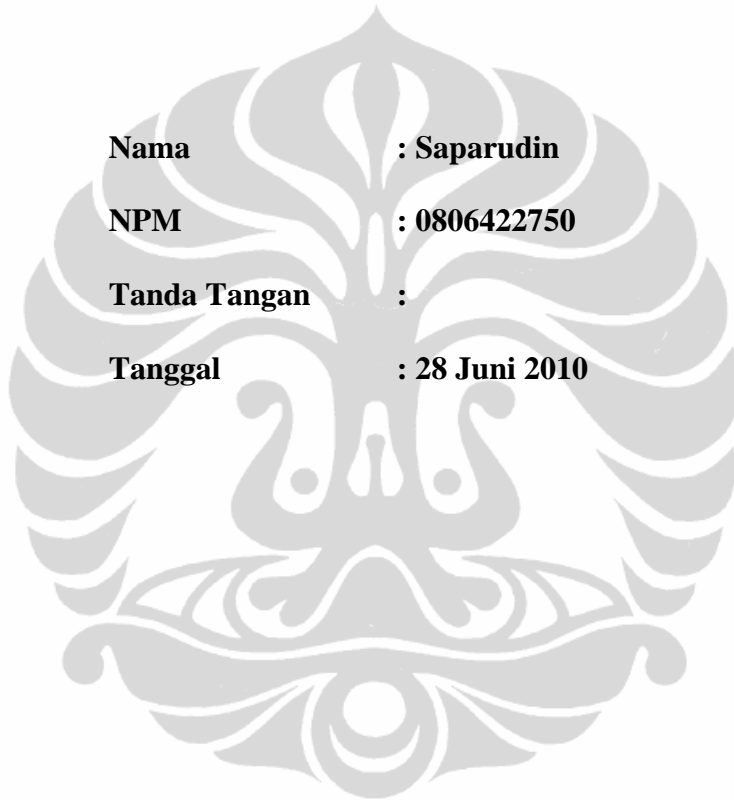 Nama : Saparudin
NPM : 0806422750
Tanda Tangan :
Tanggal : 28 Juni 2010